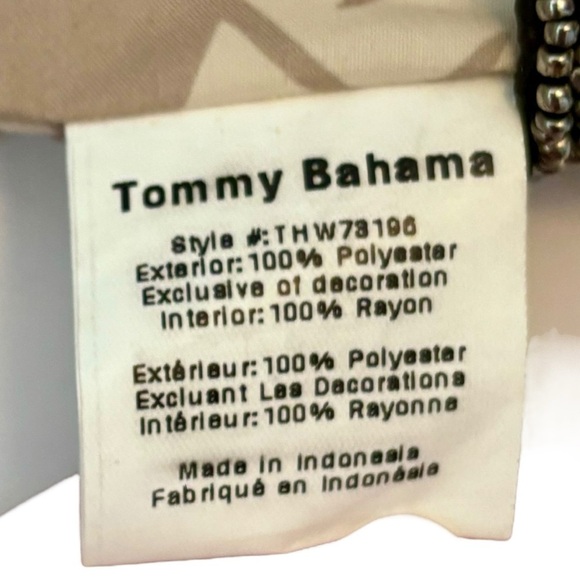 Tommy Bahama
Style #:THW73196
Exterior:100% Polyester
Exclusive of decoration
Interior:100% Rayon
Extérieur:100% Polyester
Excluant Les Decorations
Intérieur:100% Rayonne
Made in Indonesia
Fabriqué en Indonésie